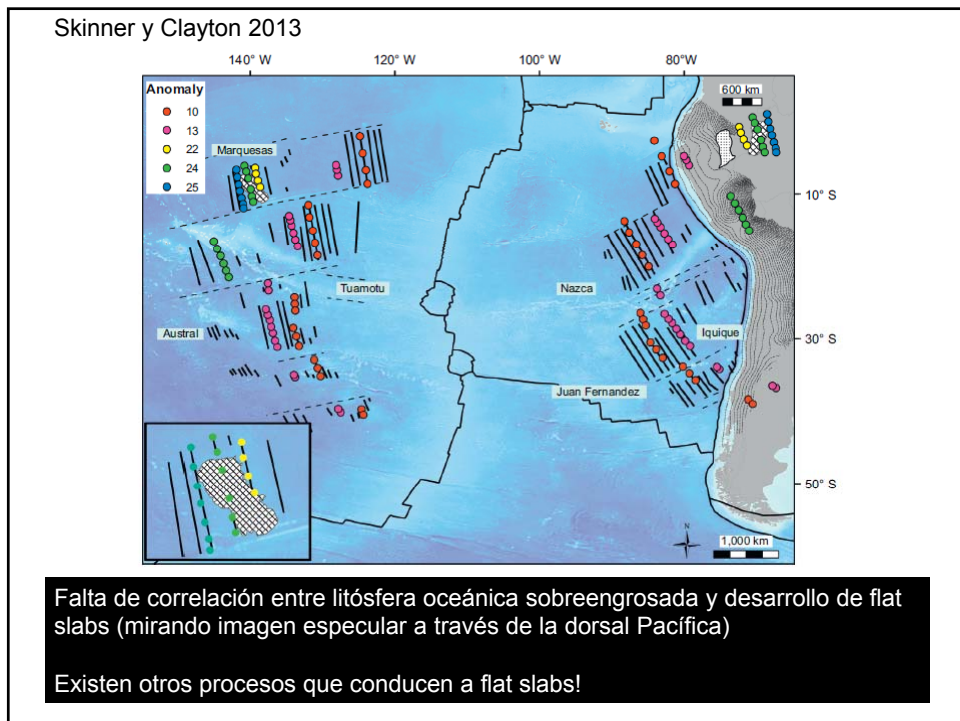 Skinner y Clayton 2013
140° W 120° W 100° W 80°W
Anomaly
10
13
22
24
25
600 km
Marquesas
10° S
Tuamotu
Nazca
Austral
Iquique
30° S
Juan Fernandez
50° S
N
1,000 km
Falta de correlación entre litósfera oceánica sobreengrosada y desarrollo de flat
slabs (mirando imagen especular a través de la dorsal Pacífica)
Existen otros procesos que conducen a flat slabs!